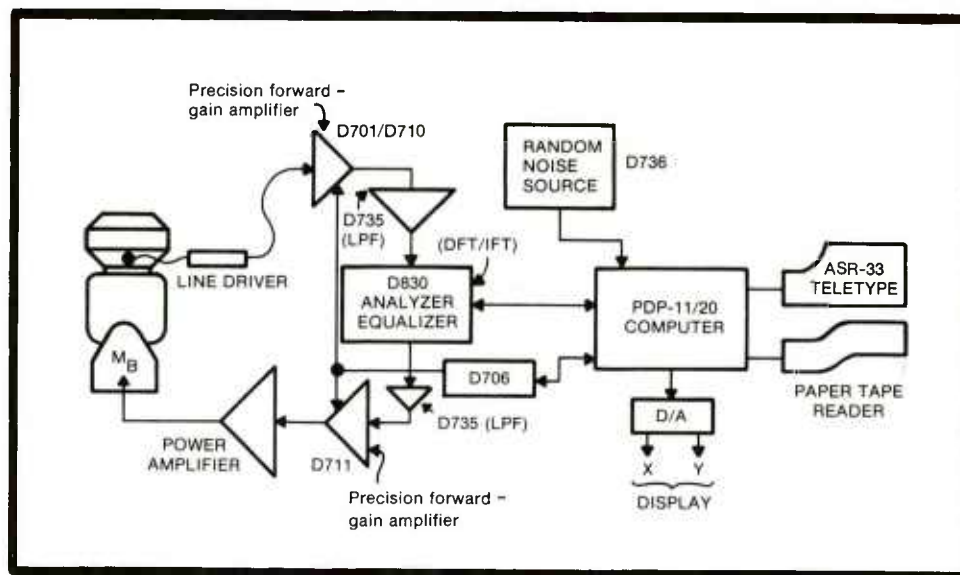 Precision forward -
gain amplifier
D701/D710
RANDOM
NOISE
SOURCE
D736
D735
(LPF)
(DFT/IFT)
LINE DRIVER
D830
ANALYZER
EQUALIZER
PDP-11/20
COMPUTER
ASR-33
TELETYPE
MB
D706
PAPER TAPE
READER
D735 (LPF)
D/A
POWER
AMPLIFIER
D711
X Y
DISPLAY
Precision forward -
gain amplifier